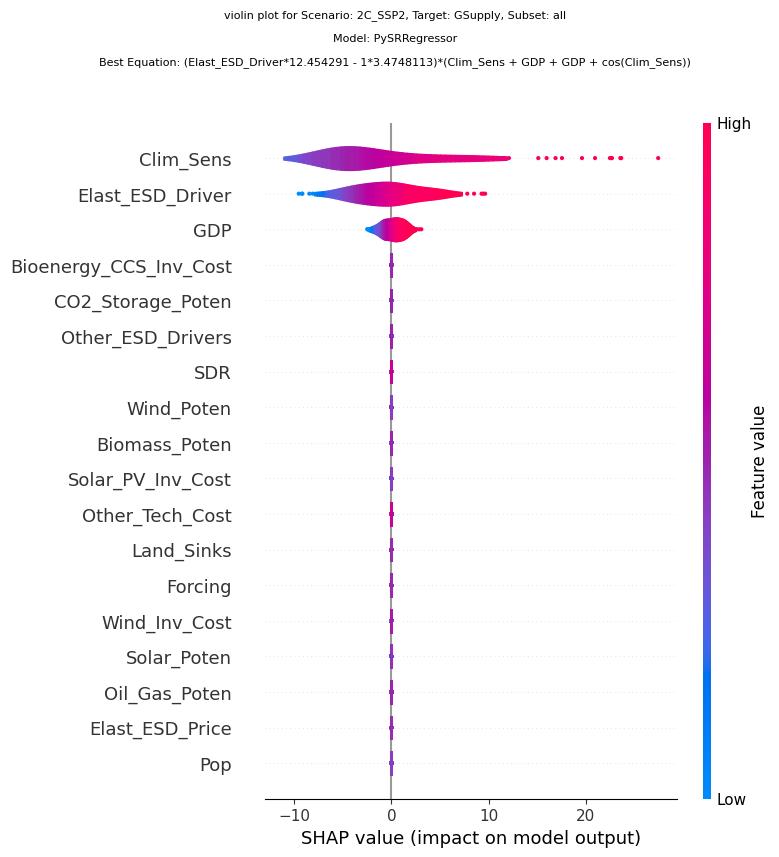 violin plot for Scenario: 2C_SSP2, Target: GSupply, Subset: all
Model: PySRRegressor
Best Equation: (Elast_ESD_Driver*12.454291 - 1*3.4748113)*(Clim_Sens + GDP + GDP + cos(Clim_Sens))
High
Clim_Sens
Elast_ESD_Driver
GDP
Bioenergy_CCS_Inv_Cost
CO2_Storage_Poten
Other_ESD_Drivers
SDR
Wind_Poten
Biomass_Poten
Solar_PV_Inv_Cost
Other_Tech_Cost
Land_Sinks
Forcing
Wind_Inv_Cost
Solar_Poten
Oil_Gas_Poten
Elast_ESD_Price
Pop
Feature value
Low
−10 0 10 20
SHAP value (impact on model output)